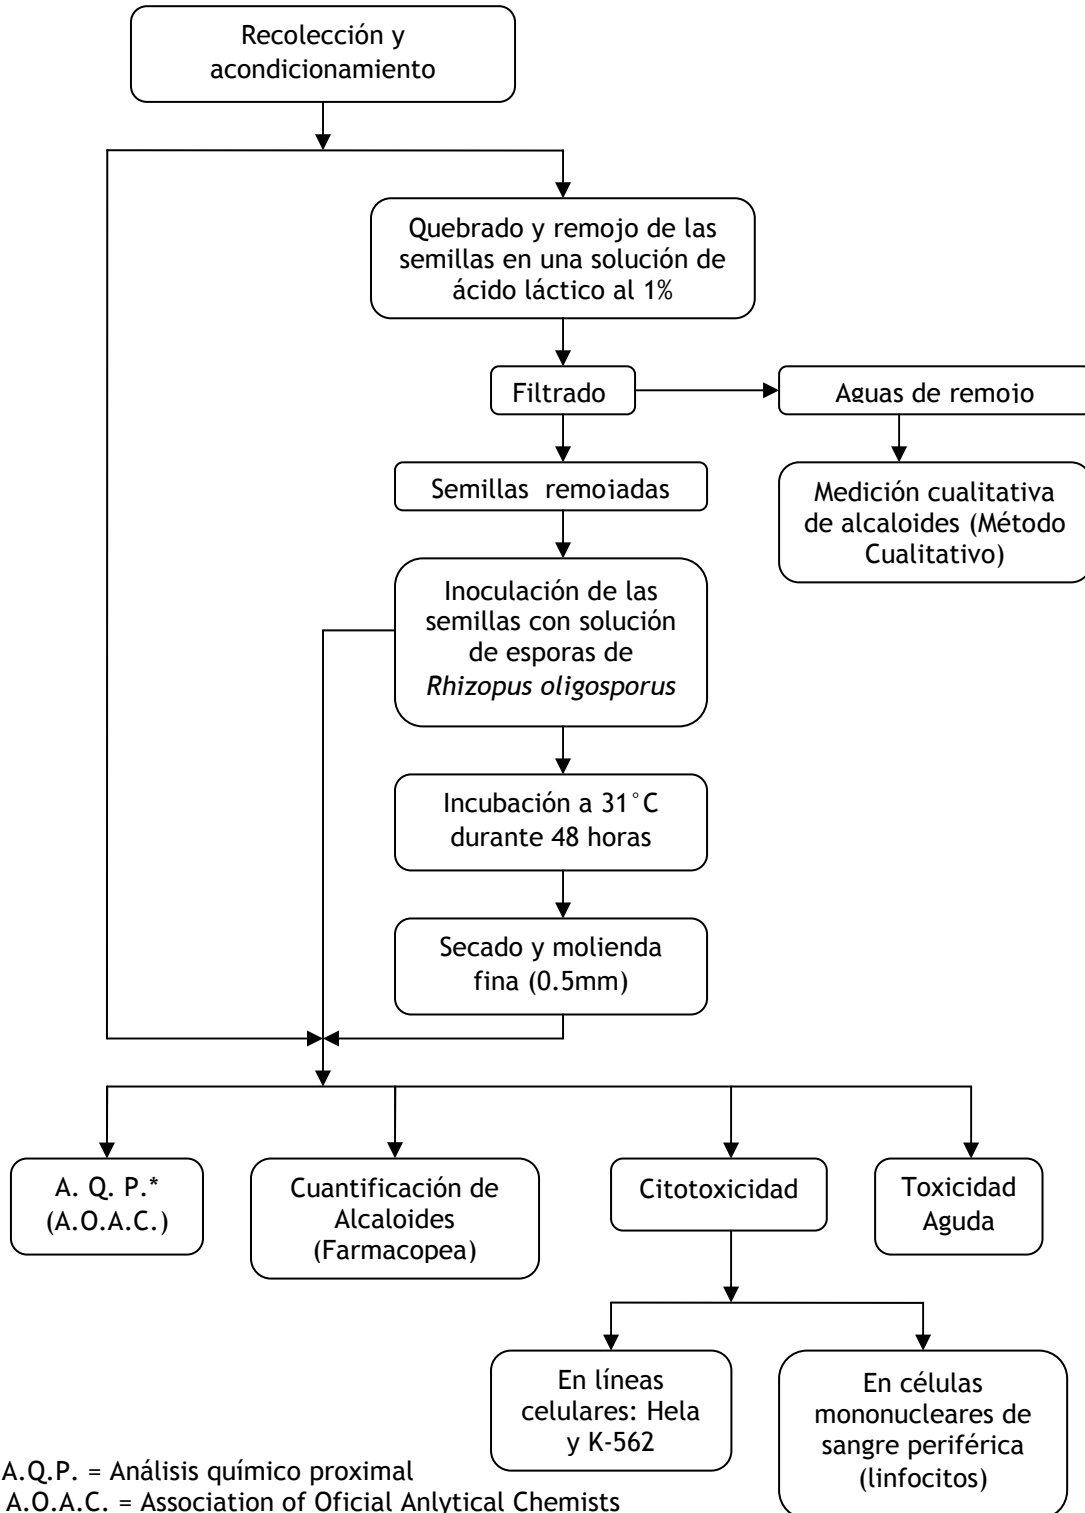 Recolección y
acondicionamiento
Quebrado y remojo de las
semillas en una solución de
ácido láctico al 1%
Filtrado
Aguas de remojo
Semillas remojadas
Medición cualitativa
de alcaloides (Método
Cualitativo)
Inoculación de las
semillas con solución
de esporas de
Rhizopus oligosporus
Incubación a 31°C
durante 48 horas
Secado y molienda
fina (0.5mm)
A. Q. P.*
(A.O.A.C.)
Cuantificación de
Alcaloides
(Farmacopea)
Citotoxicidad
Toxicidad
Aguda
En líneas
celulares: Hela
y K-562
En células
mononucleares de
sangre periférica
(linfocitos)
A.Q.P. = Análisis químico proximal
A.O.A.C. = Association of Oficial Anlytical Chemists